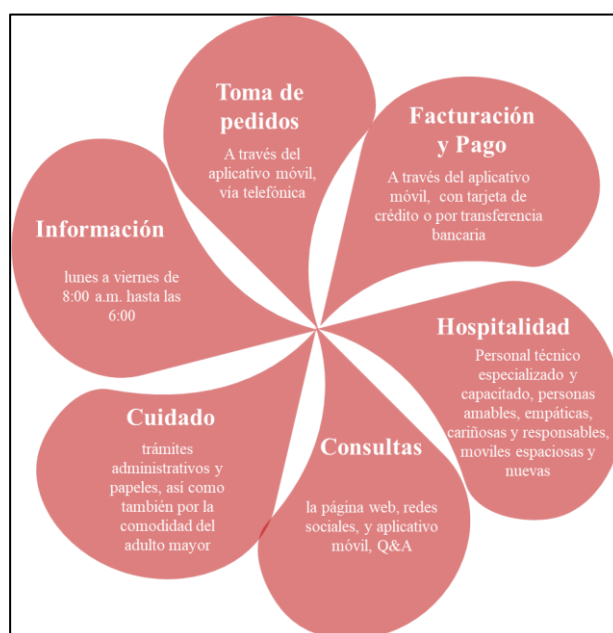 Toma de
pedidos
A través del
aplicativo móvil,
vía telefónica
Facturación
y Pago
A través del aplicativo
móvil, con tarjeta de
crédito o por transferencia
bancaria
Hospitalidad
Personal técnico
especializado y
capacitado, personas
amables, empáticas,
cariñosas y responsables,
moviles espaciosas y
nuevas
Consultas
la página web, redes
sociales, y aplicativo
móvil, Q&A
Cuidado
trámites
administrativos y
papeles, así como
también por la
comodidad del
adulto mayor
Información
lunes a viernes de
8:00 a.m. hasta las
6:00